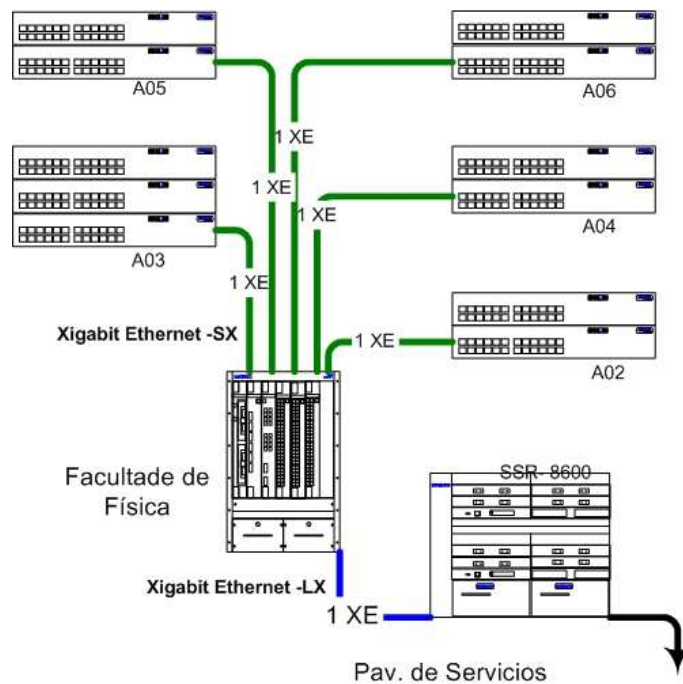 A05
A06
1 XE
1 XE
1 XE
A04
A03
1 XE
Xigabit Ethernet -SX
1 XE
A02
Facultade de
Física
SSR- 8600
Xigabit Ethernet -LX
1 XE
Pav. de Servicios